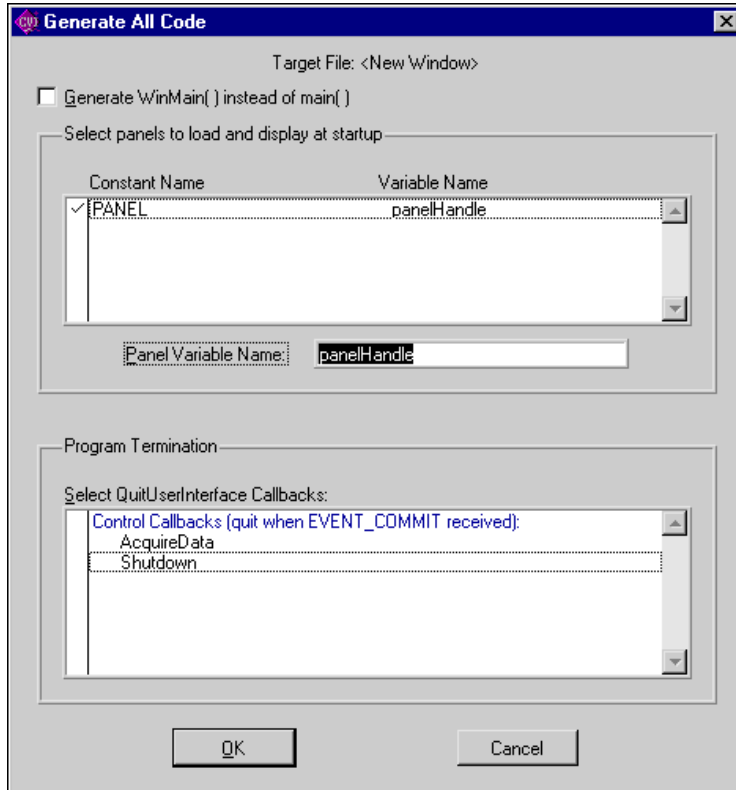 CVI Generate All Code
Target File: <New Window>
Generate WinMain( ) instead of main( )
Select panels to load and display at startup
Constant Name Variable Name
PANEL panelHandle
Panel Variable Name: panelHandle
Program Termination
Select QuitUserInterface Callbacks:
Control Callbacks (quit when EVENT_COMMIT received):
AcquireData
Shutdown
OK Cancel